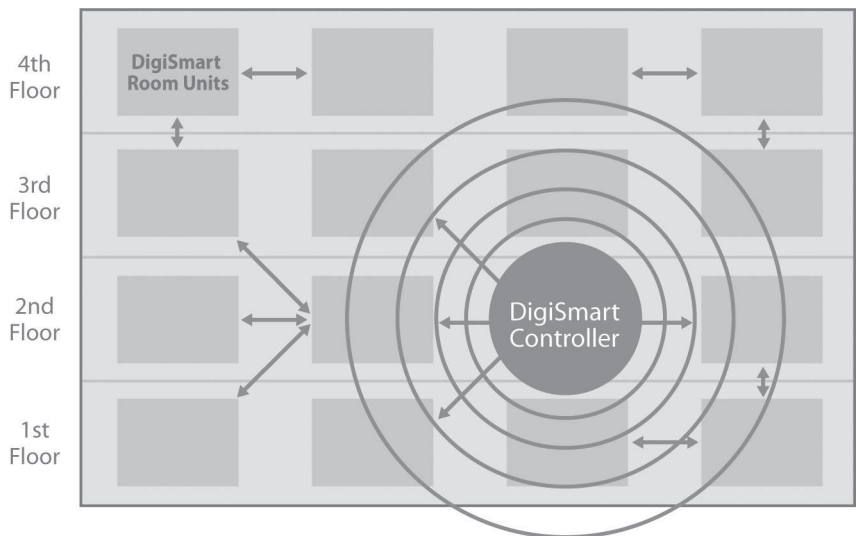 4th
Floor
DigiSmart
Room Units
3rd
Floor
2nd
Floor
DigiSmart
Controller
1st
Floor